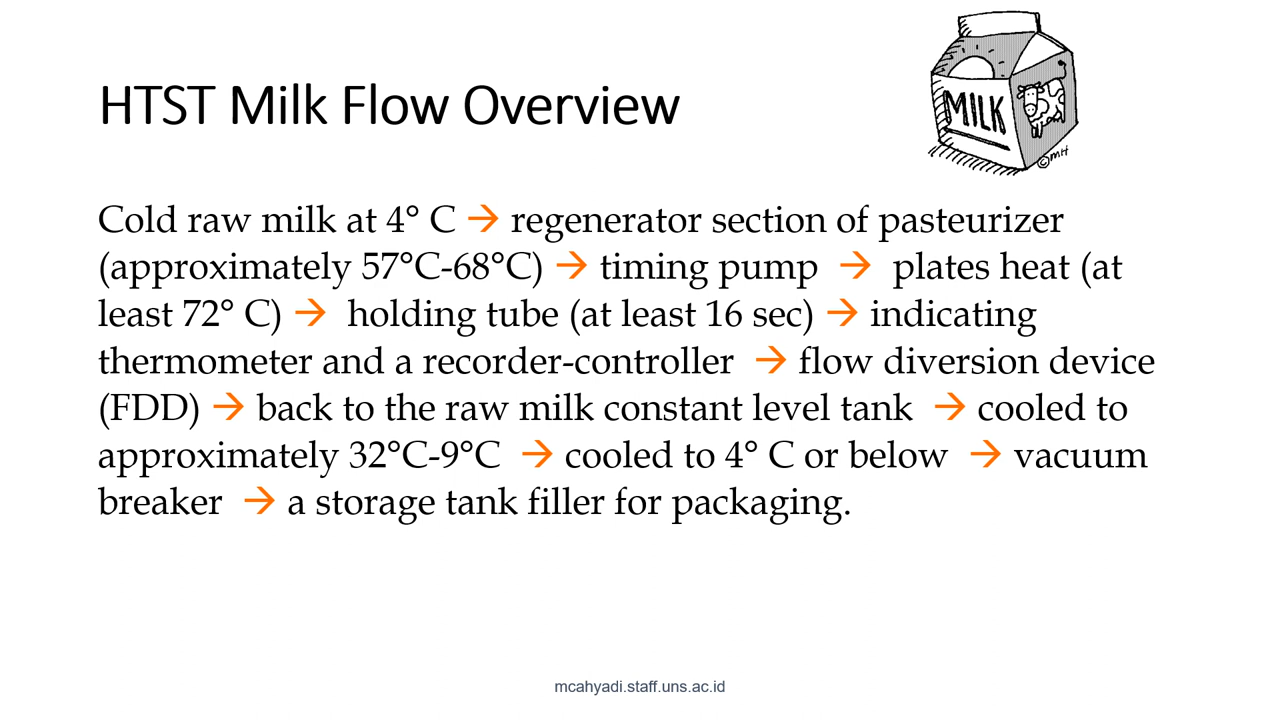 MILK
©MH
HTST Milk Flow Overview
Cold raw milk at 4° C → regenerator section of pasteurizer
(approximately 57°C-68°C) → timing pump → plates heat (at
least 72° C) → holding tube (at least 16 sec) → indicating
thermometer and a recorder-controller → flow diversion device
(FDD) → back to the raw milk constant level tank → cooled to
approximately 32°C-9°C → cooled to 4° C or below → vacuum
breaker → a storage tank filler for packaging.
mcahyadi.staff.uns.ac.id